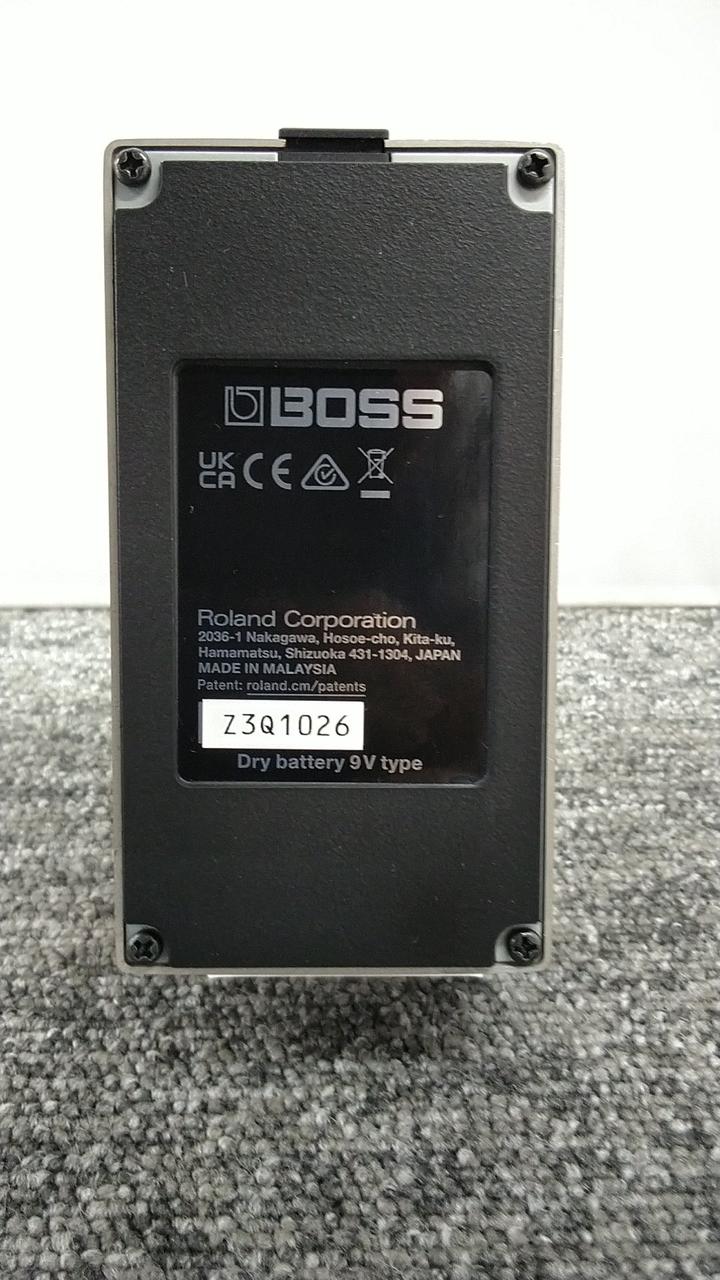 BOSS
UK
CA CE
Roland Corporation
2036-1 Nakagawa, Hosoe-cho, Kita-ku,
Hamamatsu, Shizuoka 431-1304, JAPAN
MADE IN MALAYSIA
Patent: roland.cm/patents
Z3Q1026
Dry battery 9V type